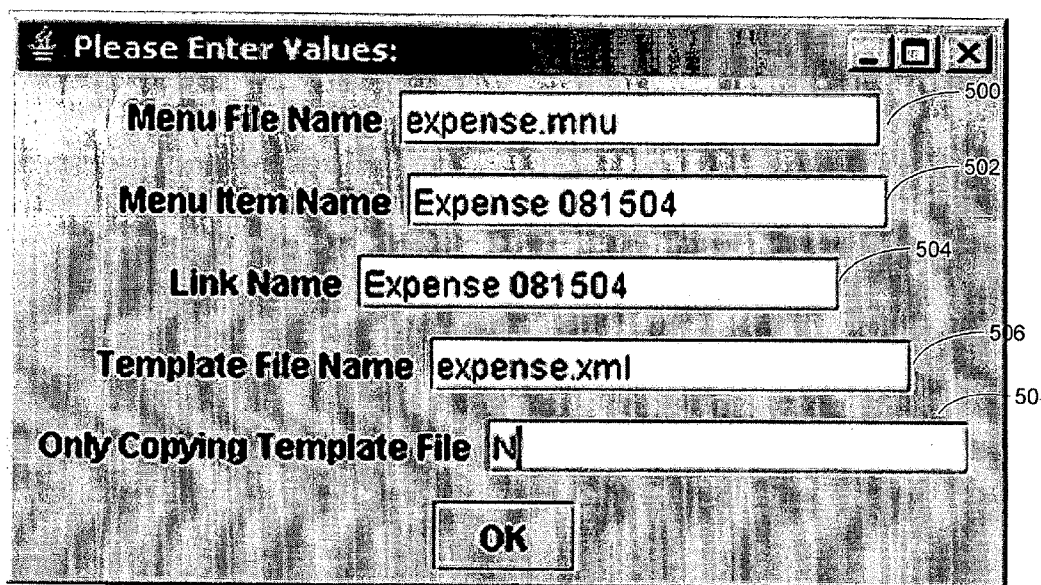 Please Enter Values:
500
Menu File Name expense.mnu
502
Menu Item Name Expense 081504
504
Link Name Expense 081504
506
Template File Name expense.xml
50
Only Copying Template File N
OK